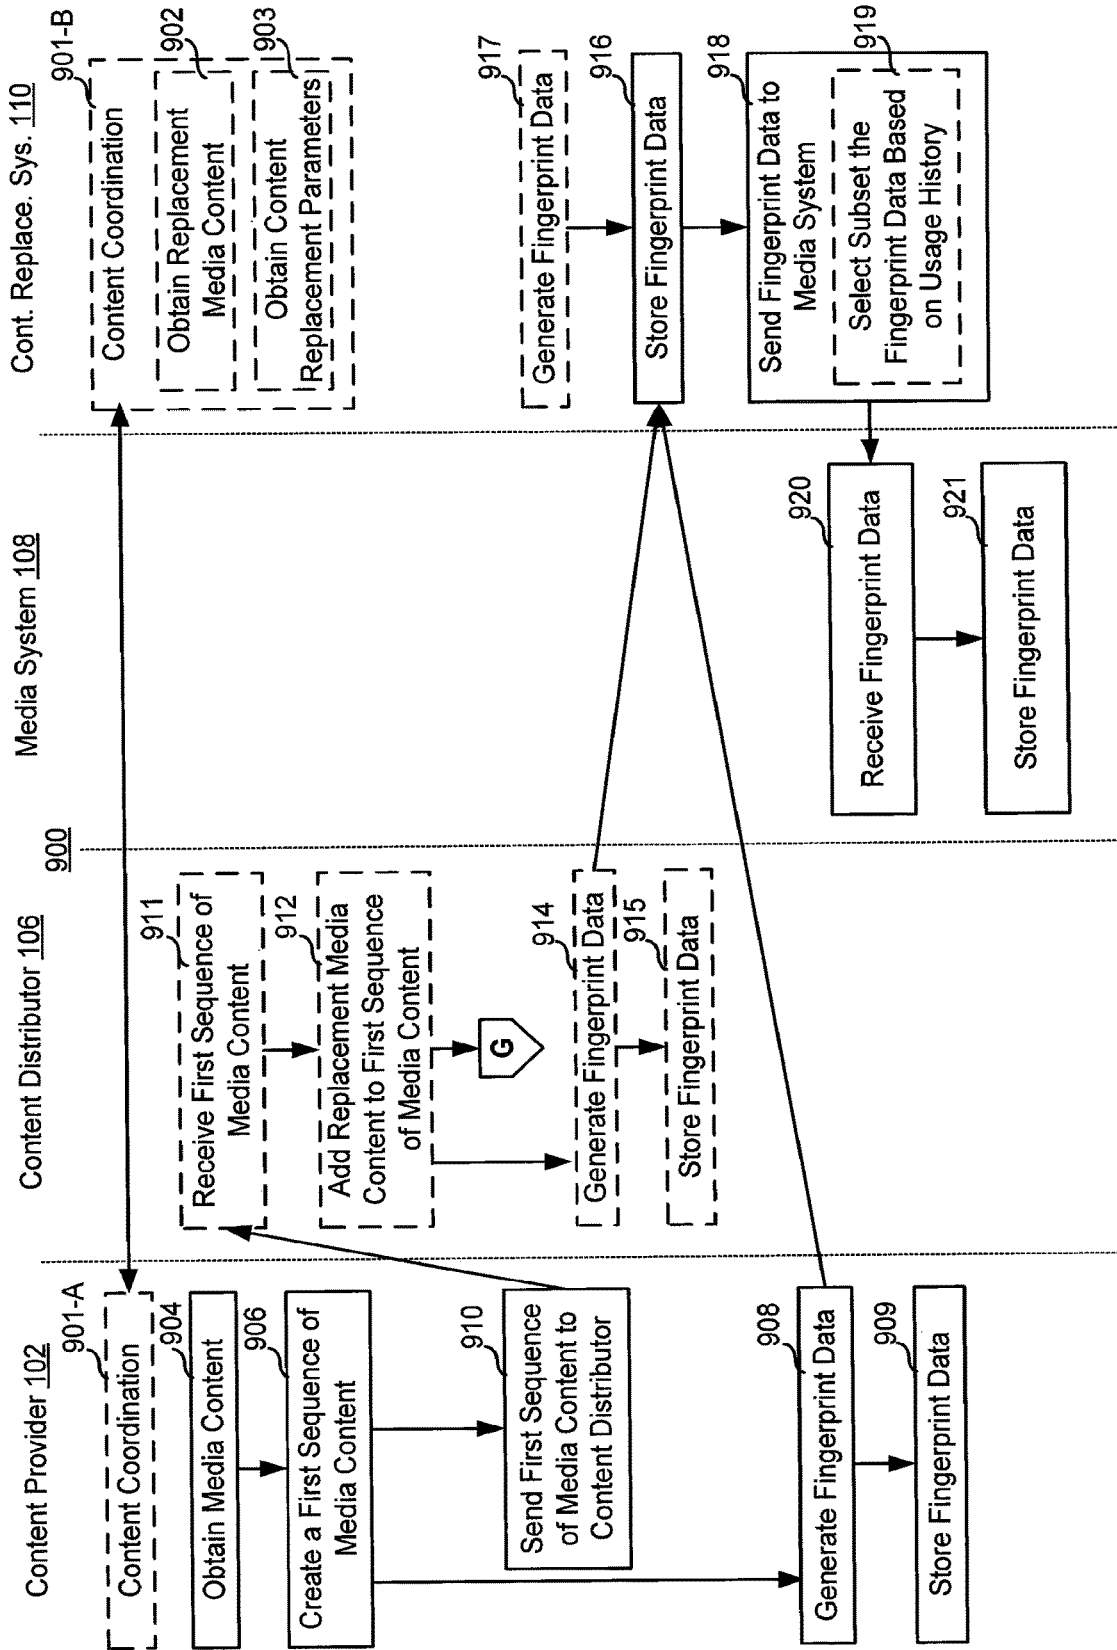 900
Content Provider 102
901-A
Content Coordination
904
Obtain Media Content
906
Create a First Sequence of
Media Content
910
Send First Sequence
of Media Content to
Content Distributor
908
Generate Fingerprint Data
909
Store Fingerprint Data
Content Distributor 106
911
Receive First Sequence of
Media Content
912
Add Replacement Media
Content to First Sequence
of Media Content
G
914
Generate Fingerprint Data
915
Store Fingerprint Data
Media System 108
920
Receive Fingerprint Data
921
Store Fingerprint Data
Cont. Replace. Sys. 110
901-B
Content Coordination
902
Obtain Replacement
Media Content
903
Obtain Content
Replacement Parameters
917
Generate Fingerprint Data
916
Store Fingerprint Data
918
Send Fingerprint Data to
Media System
919
Select Subset the
Fingerprint Data Based
on Usage History